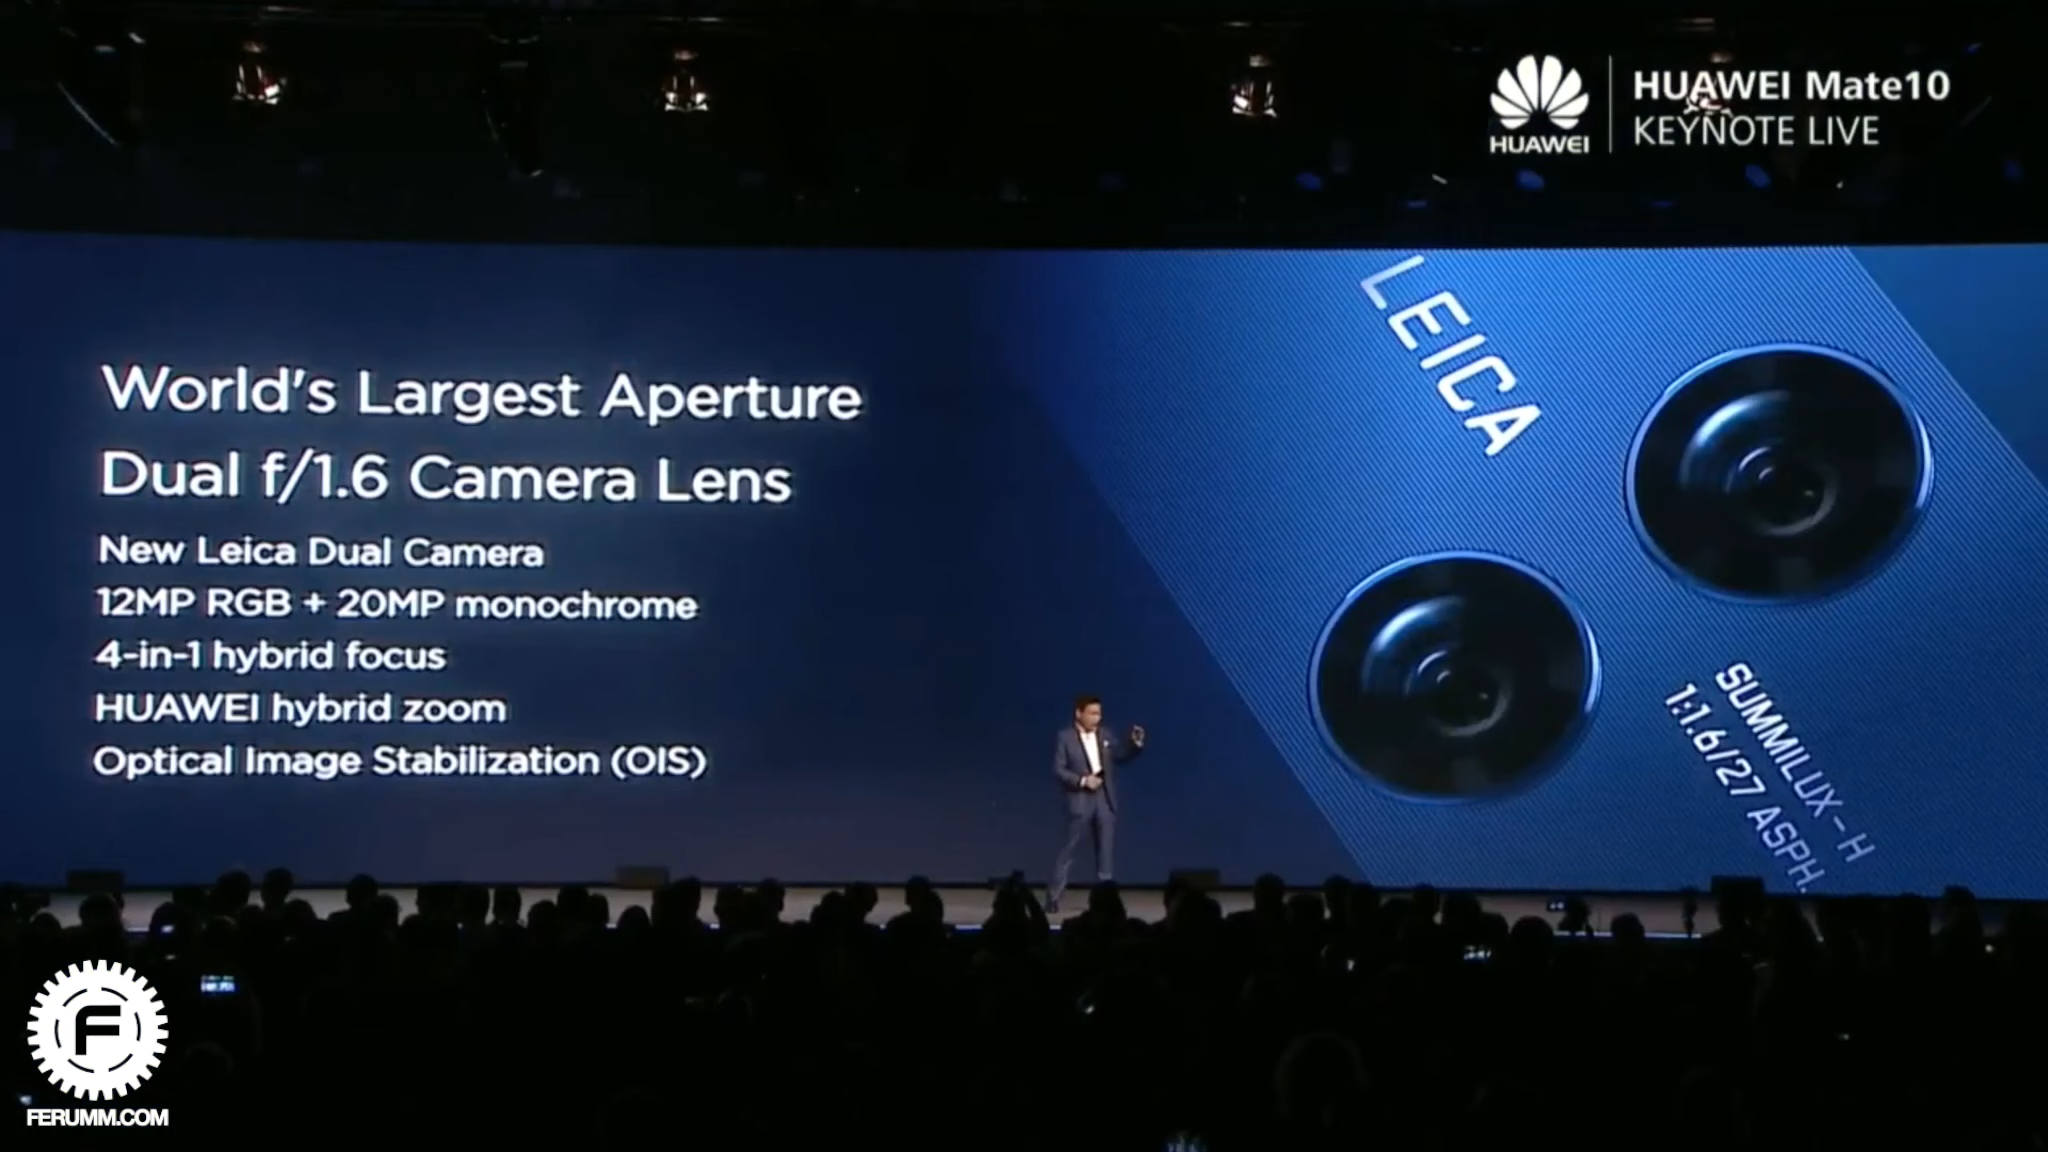 HUAWEI
HUAWEI Mate10
KEYNOTE LIVE
LEICA
World's Largest Aperture
Dual f/1.6 Camera Lens
New Leica Dual Camera
12MP RGB + 20MP monochrome
4-in-1 hybrid focus
HUAWEI hybrid zoom
Optical Image Stabilization (OIS)
SUMMILUX-H
1:1.6/27 ASPH.
F
FERUMM.COM